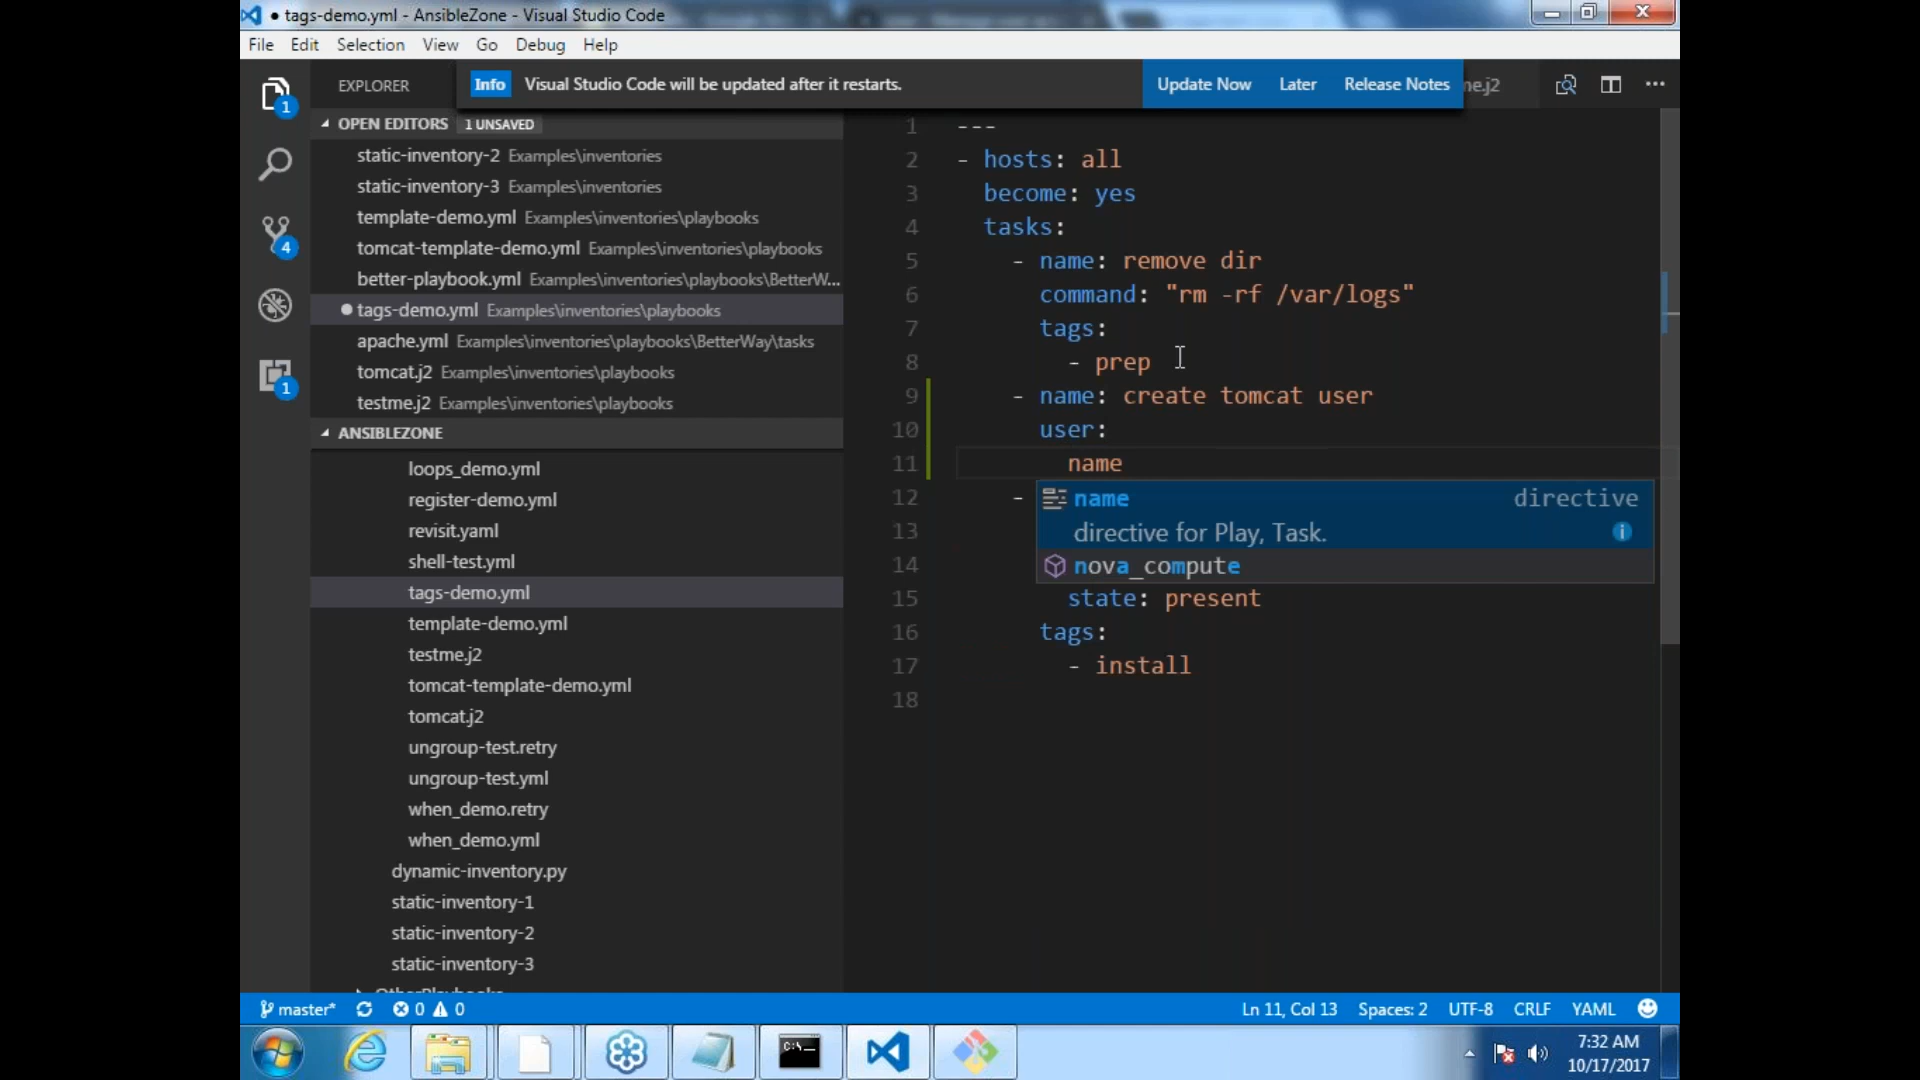 tags-demo.yml - AnsibleZone - Visual Studio Code
File Edit Selection View Go Debug Help
EXPLORER
Info Visual Studio Code will be updated after it restarts. Update Now Later Release Notes
ne.j2
OPEN EDITORS 1 UNSAVED
static-inventory-2 Examples\inventories
static-inventory-3 Examples\inventories
template-demo.yml Examples\inventories\playbooks
tomcat-template-demo.yml Examples\inventories\playbooks
better-playbook.yml Examples\inventories\playbooks\BetterW...
tags-demo.yml Examples\inventories\playbooks
apache.yml Examples\inventories\playbooks\BetterWay\tasks
tomcat.j2 Examples\inventories\playbooks
testme.j2 Examples\inventories\playbooks
ANSIBLEZONE
loops_demo.yml
register-demo.yml
revisit.yaml
shell-test.yml
tags-demo.yml
template-demo.yml
testme.j2
tomcat-template-demo.yml
tomcat.j2
ungroup-test.retry
ungroup-test.yml
when_demo.retry
when_demo.yml
dynamic-inventory.py
static-inventory-1
static-inventory-2
static-inventory-3
1 ---
2 - hosts: all
3 become: yes
4 tasks:
5 - name: remove dir
6 command: "rm -rf /var/logs"
7 tags:
8 - prep
9 - name: create tomcat user
10 user:
11 name
12 -
name directive
13
directive for Play, Task.
14
nova_compute
15 state: present
16 tags:
17 - install
18
1
4
1
master* 0 0 Ln 11, Col 13 Spaces: 2 UTF-8 CRLF YAML
C:\_
7:32 AM
10/17/2017